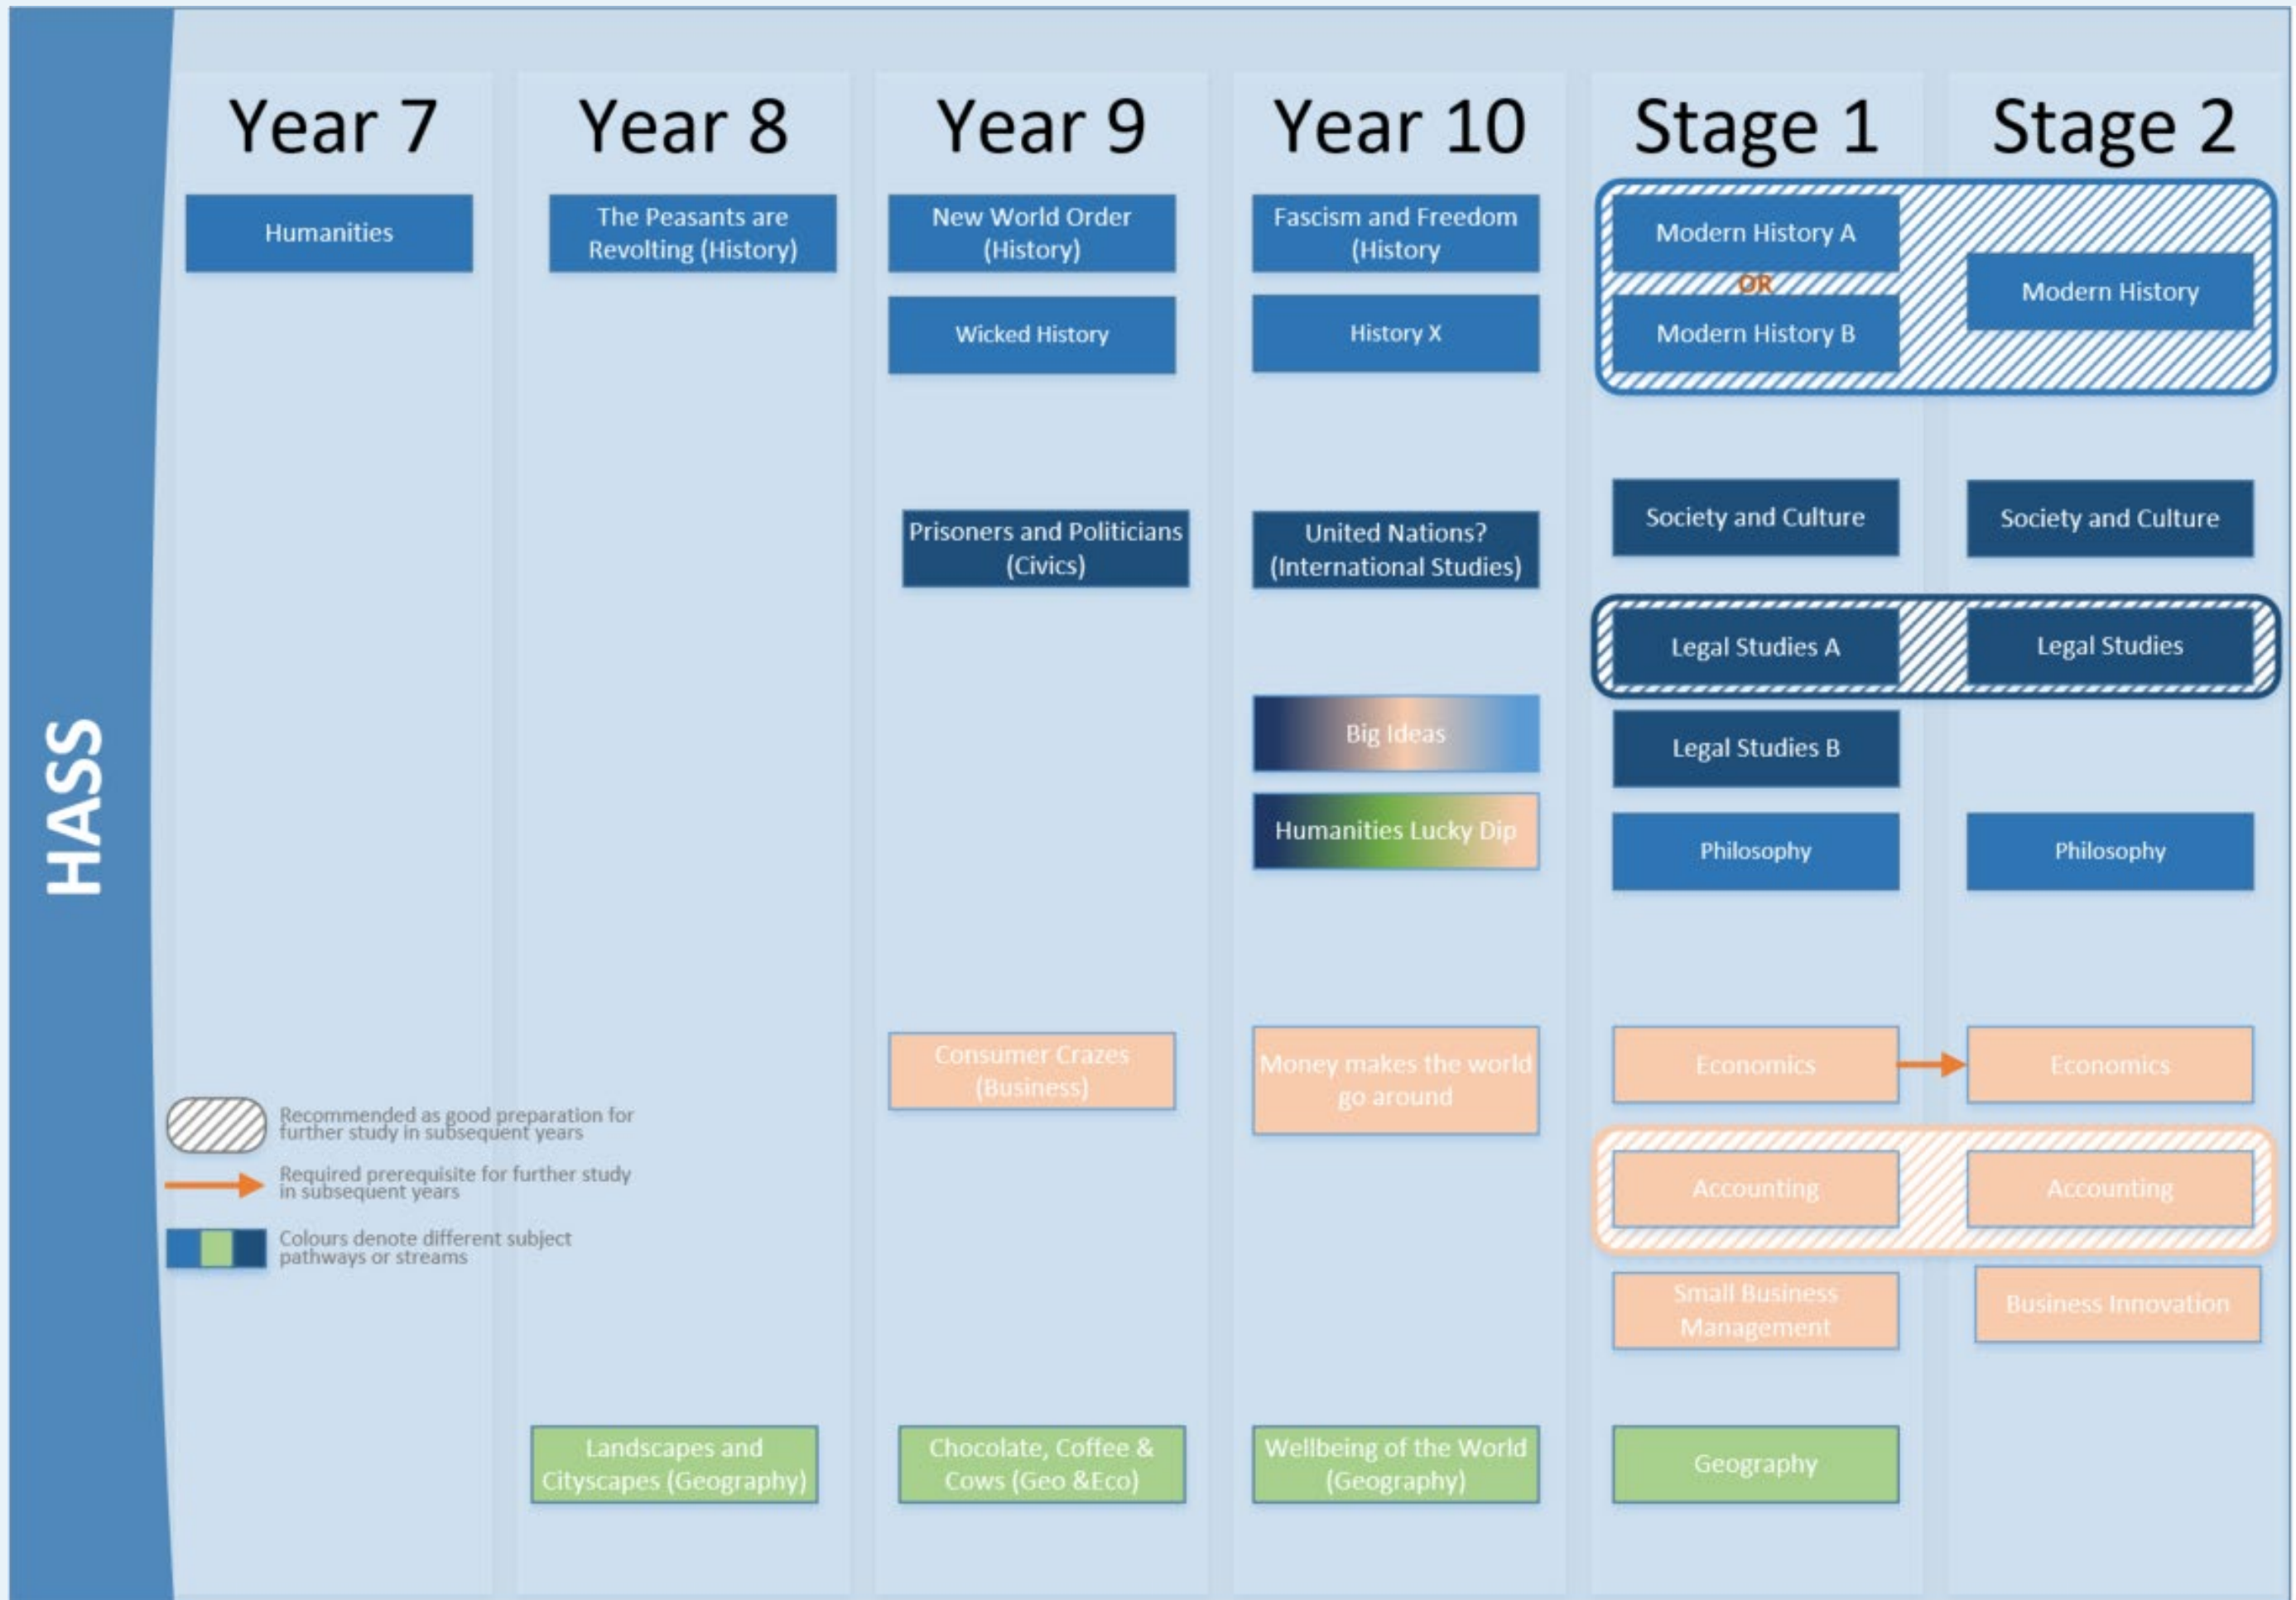 HASS
Year 7
Year 8
Year 9
Year 10
Stage 1
Stage 2
Humanities
The Peasants are
Revolting (History)
New World Order
(History)
Fascism and Freedom
(History
Modern History A
OR
Modern History B
Modern History
Wicked History
History X
Prisoners and Politicians
(Civics)
United Nations?
(International Studies)
Society and Culture
Society and Culture
Legal Studies A
Legal Studies
Big Ideas
Legal Studies B
Humanities Lucky Dip
Philosophy
Philosophy
Consumer Crazes
(Business)
Money makes the world
go around
Economics
Economics
Recommended as good preparation for
further study in subsequent years
Required prerequisite for further study
in subsequent years
Colours denote different subject
pathways or streams
Accounting
Accounting
Small Business
Management
Business Innovation
Landscapes and
Cityscapes (Geography)
Chocolate, Coffee &
Cows (Geo &Eco)
Wellbeing of the World
(Geography)
Geography